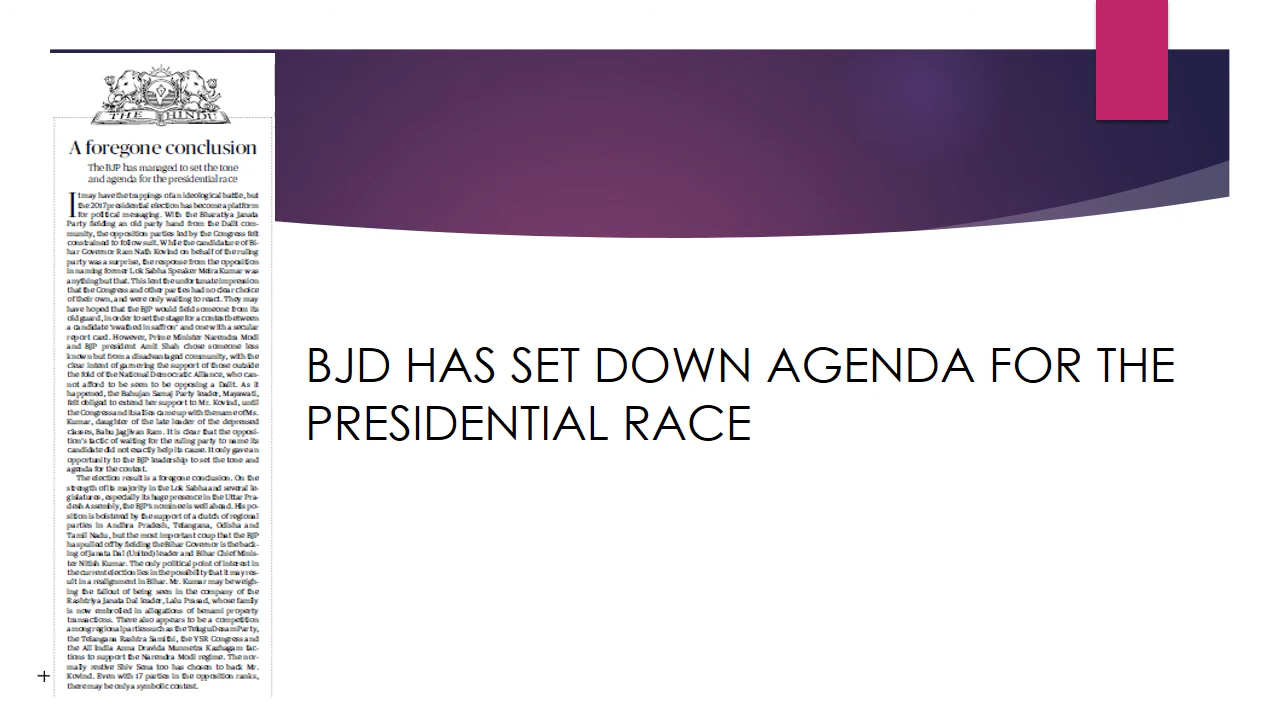 THE HINDU
A foregone conclusion
The BJP has managed to set the tone
and agenda for the presidential race
It may have the trappings of an ideological battle, but
the 2017 presidential election has become a platform
for political messaging. With the Bharatiya Janata
Party fielding an old party hand from the Dalit com-
munity, the opposition parties led by the Congress felt
constrained to follow suit. While the candidature of Bi-
har Governor Ram Nath Kovind on behalf of the ruling
party was a surprise, the response from the opposition
in naming former Lok Sabha Speaker Meira Kumar was
anything but that. This lent the unfortunate impression
that the Congress and other parties had no clear choice
of their own, and were only waiting to react. They may
have hoped that the BJP would field someone from its
old guard, in order to set the stage for a contest between
a candidate 'swathed in saffron' and one with a secular
report card. However, Prime Minister Narendra Modi
and BJP president Amit Shah chose someone less
known but from a disadvantaged community, with the
clear intent of garnering the support of those outside
the fold of the National Democratic Alliance, who can-
not afford to be seen to be opposing a Dalit. As it
happened, the Bahujan Samaj Party leader, Mayawati,
felt obliged to extend her support to Mr. Kovind, until
the Congress and its allies came up with the name of Ms.
Kumar, daughter of the late leader of the depressed
classes, Babu Jagjivan Ram. It is clear that the opposi-
tion's tactic of waiting for the ruling party to name its
candidate did not exactly help its cause. It only gave an
opportunity to the BJP leadership to set the tone and
agenda for the contest.
The election result is a foregone conclusion. On the
strength of its majority in the Lok Sabha and several le-
gislatures, especially its huge presence in the Uttar Pra-
desh Assembly, the BJP's nominee is well ahead. His po-
sition is bolstered by the support of a clutch of regional
parties in Andhra Pradesh, Telangana, Odisha and
Tamil Nadu, but the most important coup that the BJP
has pulled off by fielding the Bihar Governor is the back-
ing of Janata Dal (United) leader and Bihar Chief Minis-
ter Nitish Kumar. The only political point of interest in
the current election lies in the possibility that it may res-
ult in a realignment in Bihar. Mr. Kumar may be weigh-
ing the fallout of being seen in the company of the
Rashtriya Janata Dal leader, Lalu Prasad, whose family
is now embroiled in allegations of benami property
transactions. There also appears to be a competition
among regional parties such as the Telugu Desam Party,
the Telangana Rashtra Samithi, the YSR Congress and
the All India Anna Dravida Munnetra Kazhagam fac-
tions to support the Narendra Modi regime. The nor-
mally restive Shiv Sena too has chosen to back Mr.
Kovind. Even with 17 parties in the opposition ranks,
there may be only a symbolic contest.
BJD HAS SET DOWN AGENDA FOR THE
PRESIDENTIAL RACE